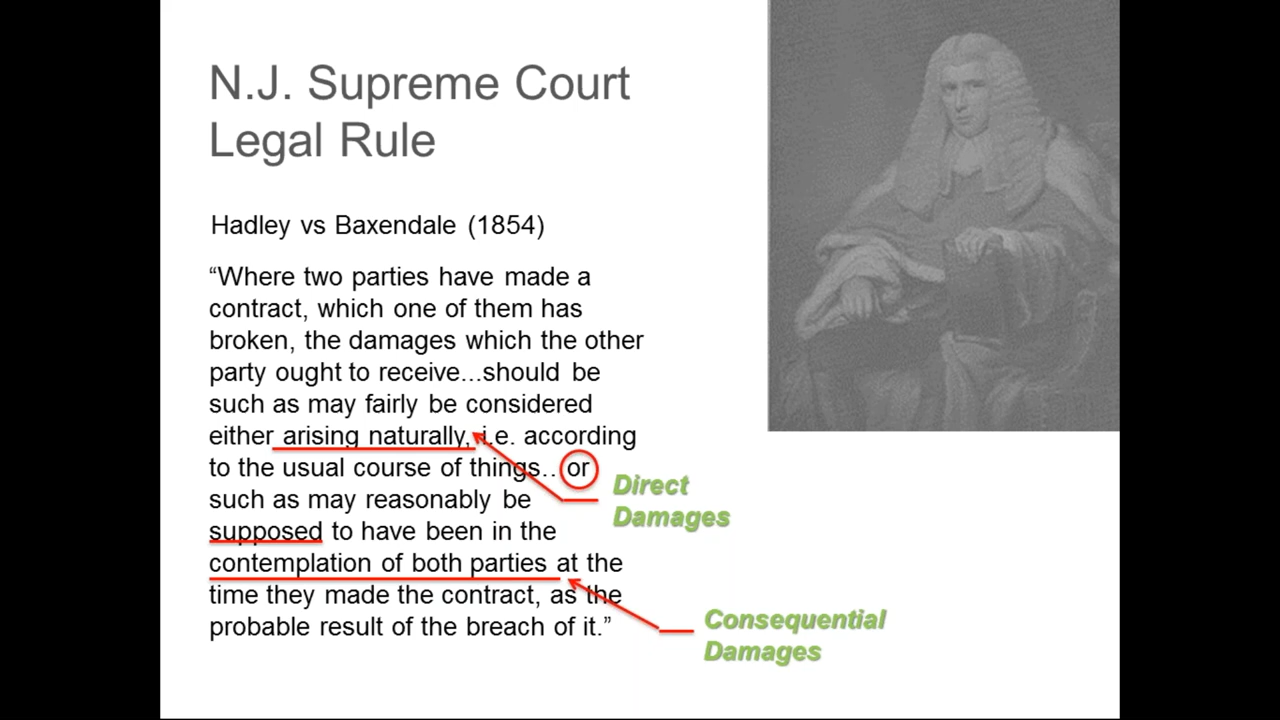 N.J. Supreme Court
Legal Rule
Hadley vs Baxendale (1854)
“Where two parties have made a
contract, which one of them has
broken, the damages which the other
party ought to receive...should be
such as may fairly be considered
either arising naturally, i.e. according
to the usual course of things.. or
such as may reasonably be
supposed to have been in the
contemplation of both parties at the
time they made the contract, as the
probable result of the breach of it.”
Direct
Damages
Consequential
Damages